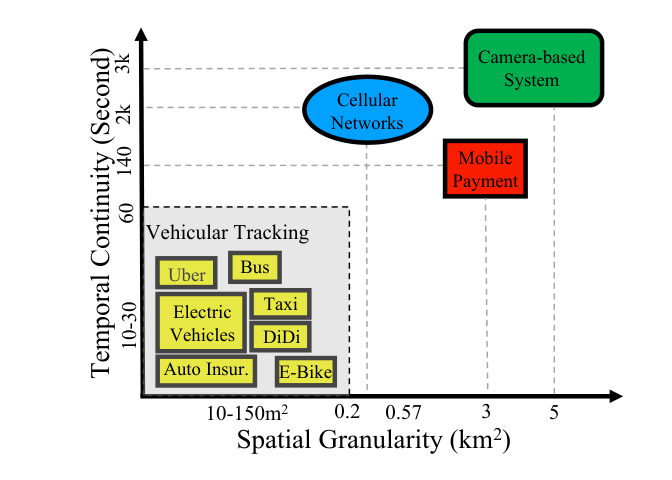 Temporal Continuity (Second)
3k
2k
140
60
10-30
Camera-based
System
Cellular
Networks
Mobile
Payment
Vehicular Tracking
Uber
Bus
Electric
Vehicles
Taxi
DiDi
Auto Insur.
E-Bike
10-150m²
0.2
0.57
3
5
Spatial Granularity (km²)